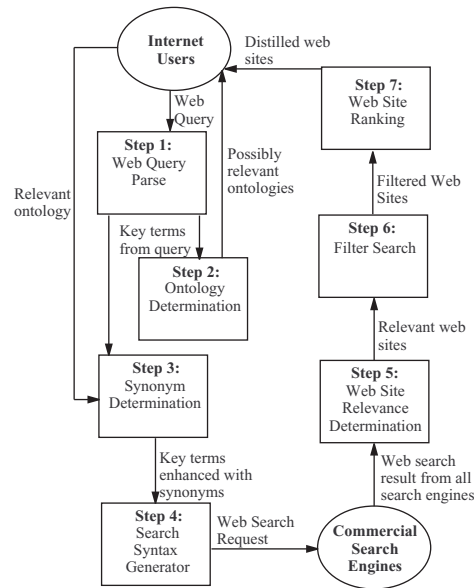 Internet
Users
Distilled web
sites
Step 7:
Web Site
Ranking
Web
Query
Step 1:
Web Query
Parse
Possibly
relevant
ontologies
Relevant
ontology
Filtered Web
Sites
Key terms
from query
Step 6:
Filter Search
Step 2:
Ontology
Determination
Relevant web
sites
Step 3:
Synonym
Determination
Step 5:
Web Site
Relevance
Determination
Key terms
enhanced with
synonyms
Web search
result from all
search engines
Step 4:
Search
Syntax
Generator
Web Search
Request
Commercial
Search
Engines